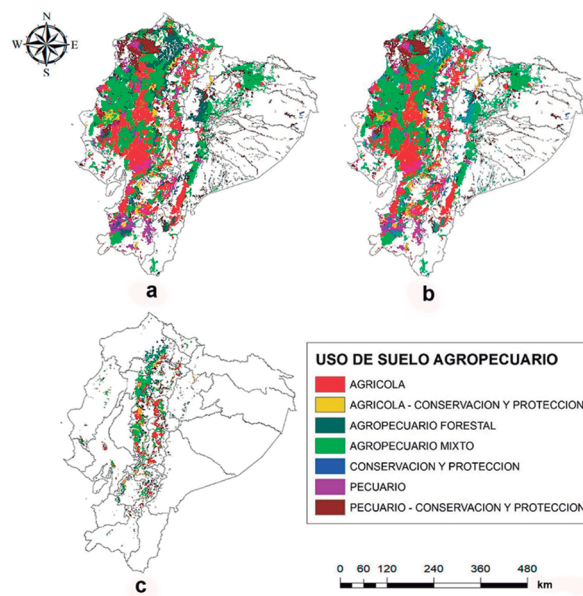 N
W E
S
a
b
c
USO DE SUELO AGROPECUARIO
AGRICOLA
AGRICOLA - CONSERVACION Y PROTECCION
AGROPECUARIO FORESTAL
AGROPECUARIO MIXTO
CONSERVACION Y PROTECCION
PECUARIO
PECUARIO - CONSERVACION Y PROTECCION
0 60 120 240 360 480
km